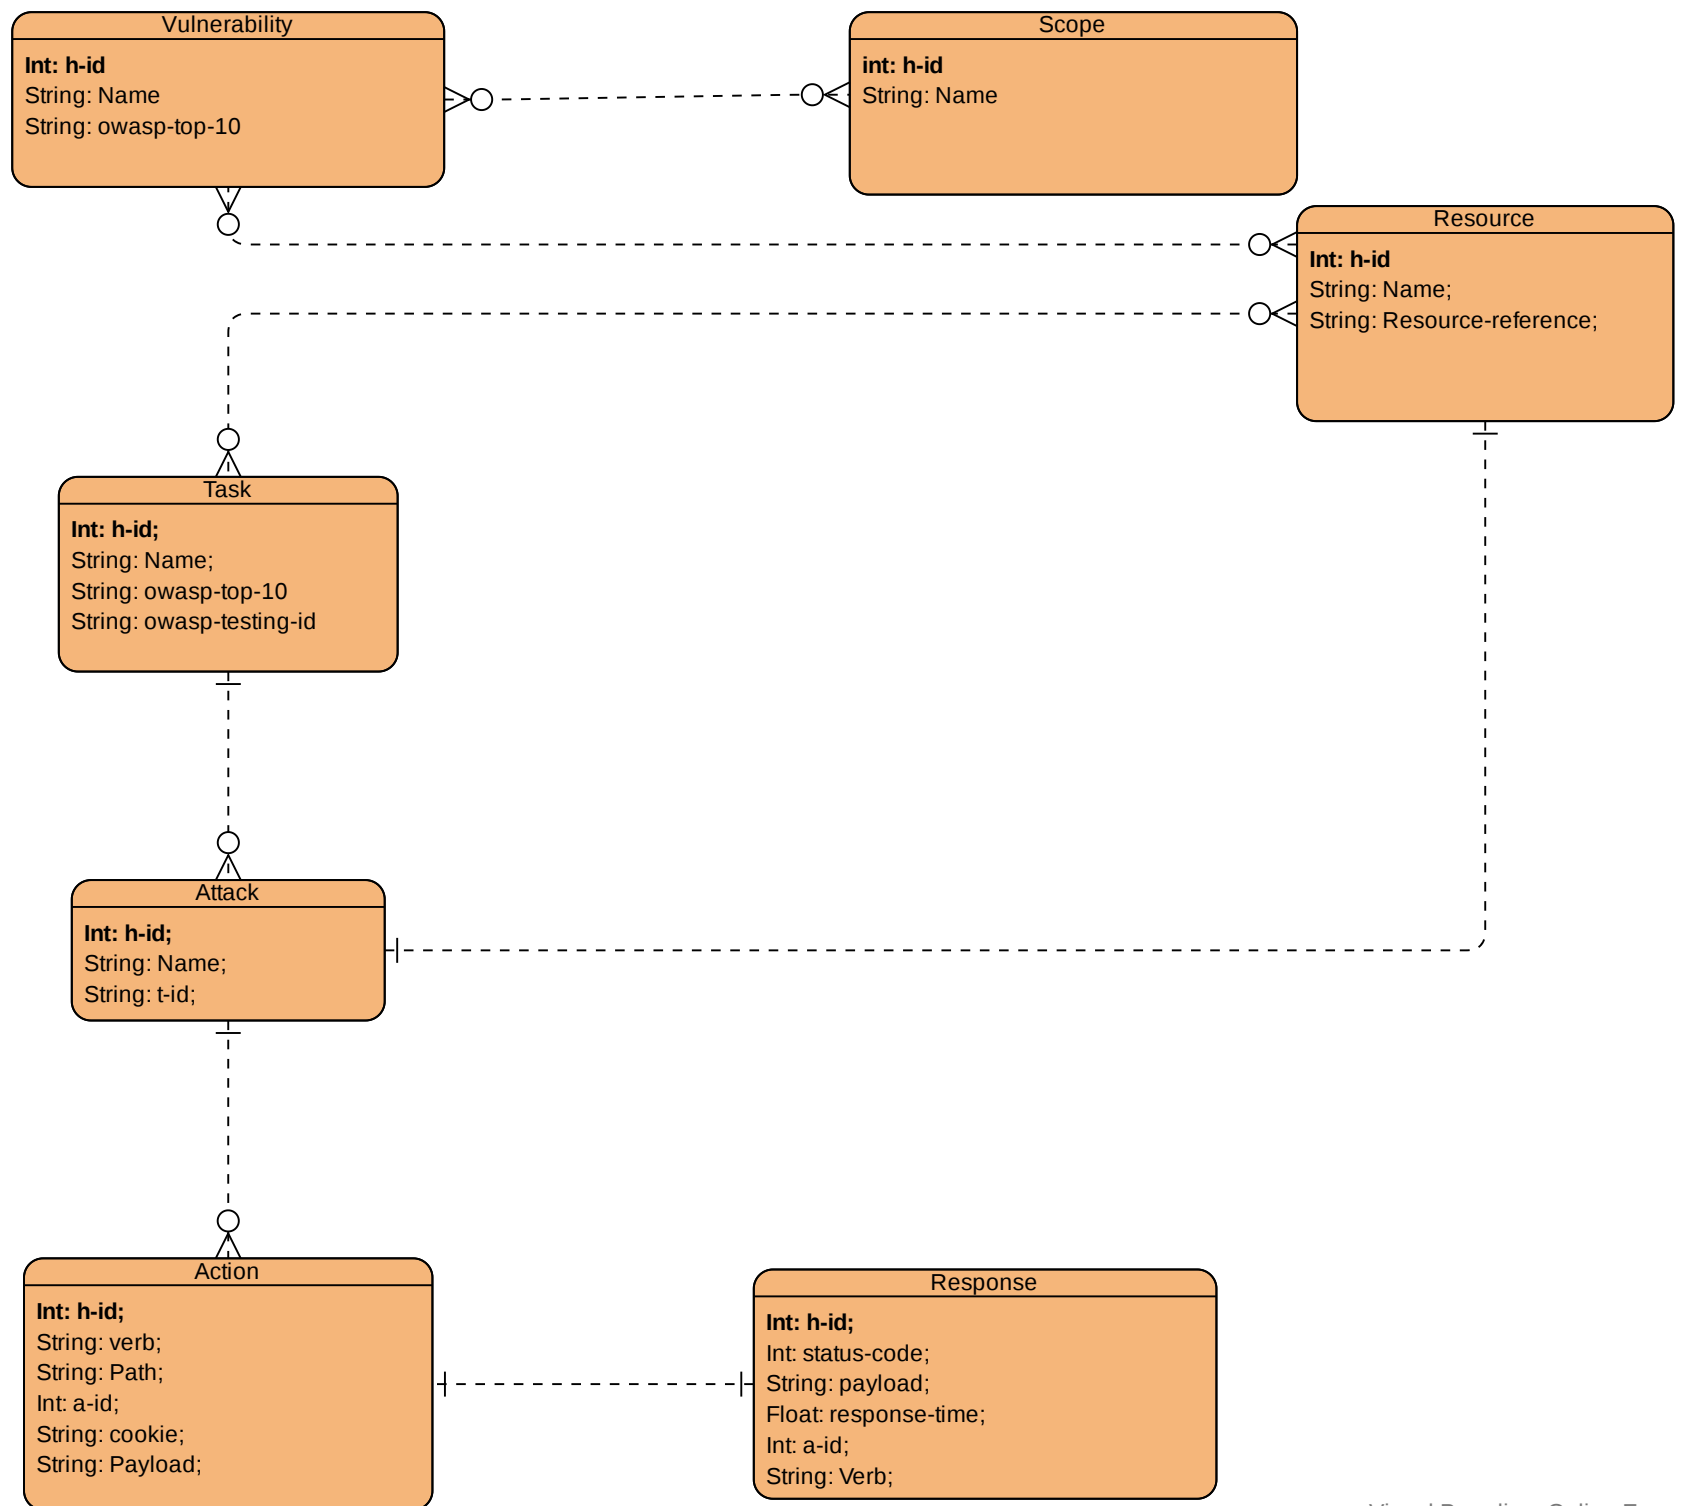 Vulnerability
Int: h-id
String: Name
String: owasp-top-10
Scope
int: h-id
String: Name
Resource
Int: h-id
String: Name;
String: Resource-reference;
Task
Int: h-id;
String: Name;
String: owasp-top-10
String: owasp-testing-id
Attack
Int: h-id;
String: Name;
String: t-id;
Action
Int: h-id;
String: verb;
String: Path;
Int: a-id;
String: cookie;
String: Payload;
Response
Int: h-id;
Int: status-code;
String: payload;
Float: response-time;
Int: a-id;
String: Verb;